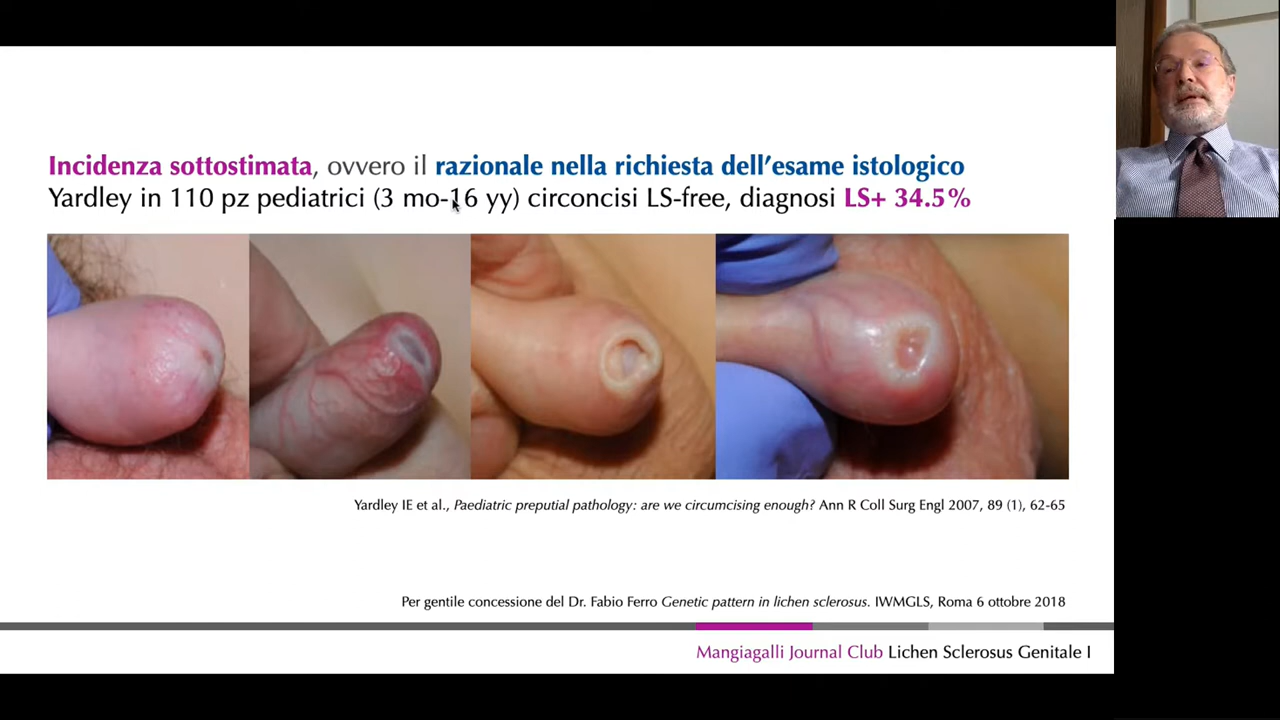 Incidenza sottostimata, ovvero il razionale nella richiesta dell'esame istologico
Yardley in 110 pz pediatrici (3 mo-16 yy) circoncisi LS-free, diagnosi LS+ 34.5%
Yardley IE et al., Paediatric preputial pathology: are we circumcising enough? Ann R Coll Surg Engl 2007, 89 (1), 62-65
Per gentile concessione del Dr. Fabio Ferro Genetic pattern in lichen sclerosus. IWMGLS, Roma 6 ottobre 2018
Mangiagalli Journal Club Lichen Sclerosus Genitale I